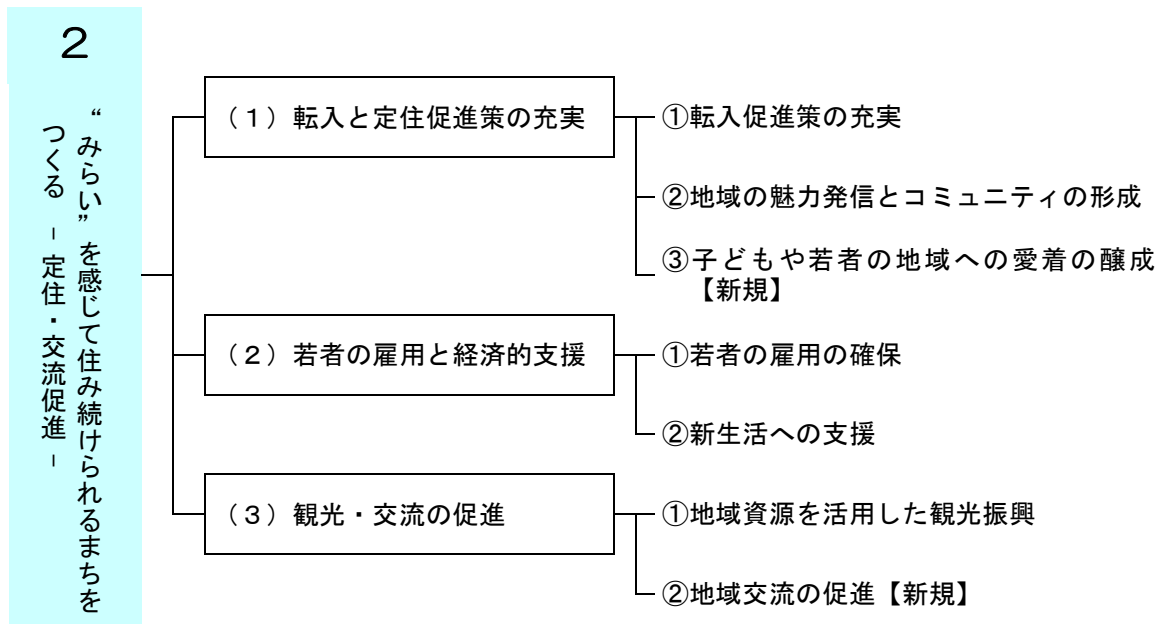 2
“みらい”を感じて住み続けられるまちを
つくる －定住・交流促進－
（１）転入と定住促進策の充実
①転入促進策の充実
②地域の魅力発信とコミュニティの形成
③子どもや若者の地域への愛着の醸成
【新規】
（２）若者の雇用と経済的支援
①若者の雇用の確保
②新生活への支援
（３）観光・交流の促進
①地域資源を活用した観光振興
②地域交流の促進【新規】